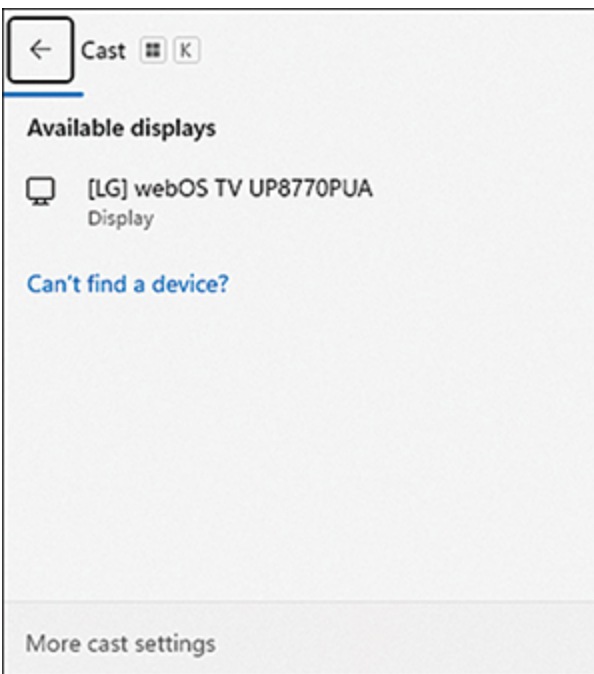 Cast K
Available displays
[LG] webOS TV UP8770PUA
Display
Can't find a device?
More cast settings